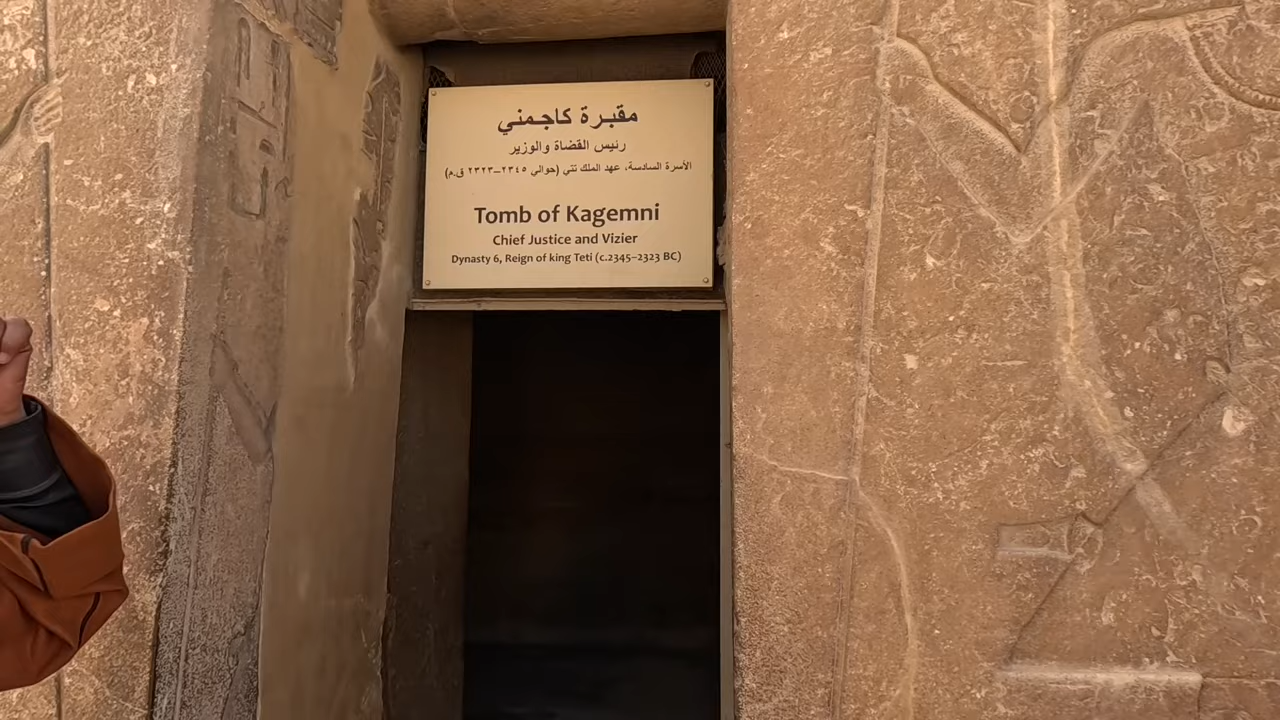 مقبرة كاجمني
رئيس القضاة والوزير
الأسرة السادسة، عهد الملك تتي (حوالي ٢٣٤٥–٢٣٢٣ ق.م)
Tomb of Kagemni
Chief Justice and Vizier
Dynasty 6, Reign of king Teti (c.2345–2323 BC)